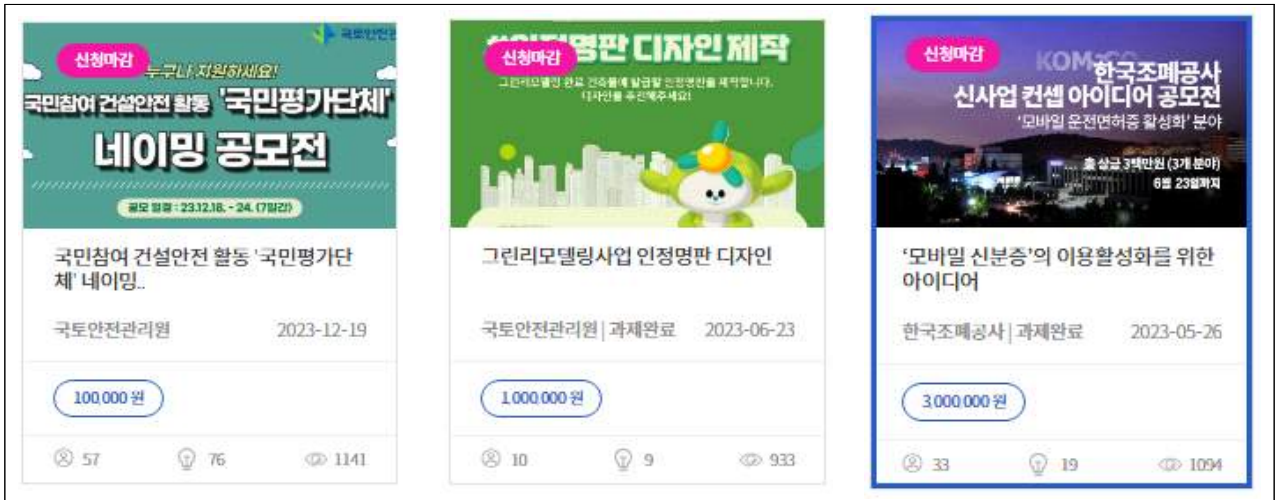 신청마감
국토안전관
누구나 지원하세요!
국민참여 건설안전 활동 '국민평가단체'
네이밍 공모전
공모 일정 : 23.12.18. - 24. (7일간)
국민참여 건설안전 활동 '국민평가단
체' 네이밍..
국토안전관리원 2023-12-19
100,000 원
57 76 1141
신청마감
#인정명판 디자인 제작
그린리모델링 완료 건축물에 발급할 인정명판을 제작합니다.
디자인을 추천해주세요!
그린리모델링사업 인정명판 디자인
국토안전관리원 | 과제완료 2023-06-23
1,000,000 원
10 9 933
신청마감
한국조폐공사
신사업 컨셉 아이디어 공모전
'모바일 운전면허증 활성화' 분야
총 상금 3백만원 (3개 분야)
6월 23일까지
‘모바일 신분증’의 이용활성화를 위한
아이디어
한국조폐공사 | 과제완료 2023-05-26
3,000,000 원
33 19 1094